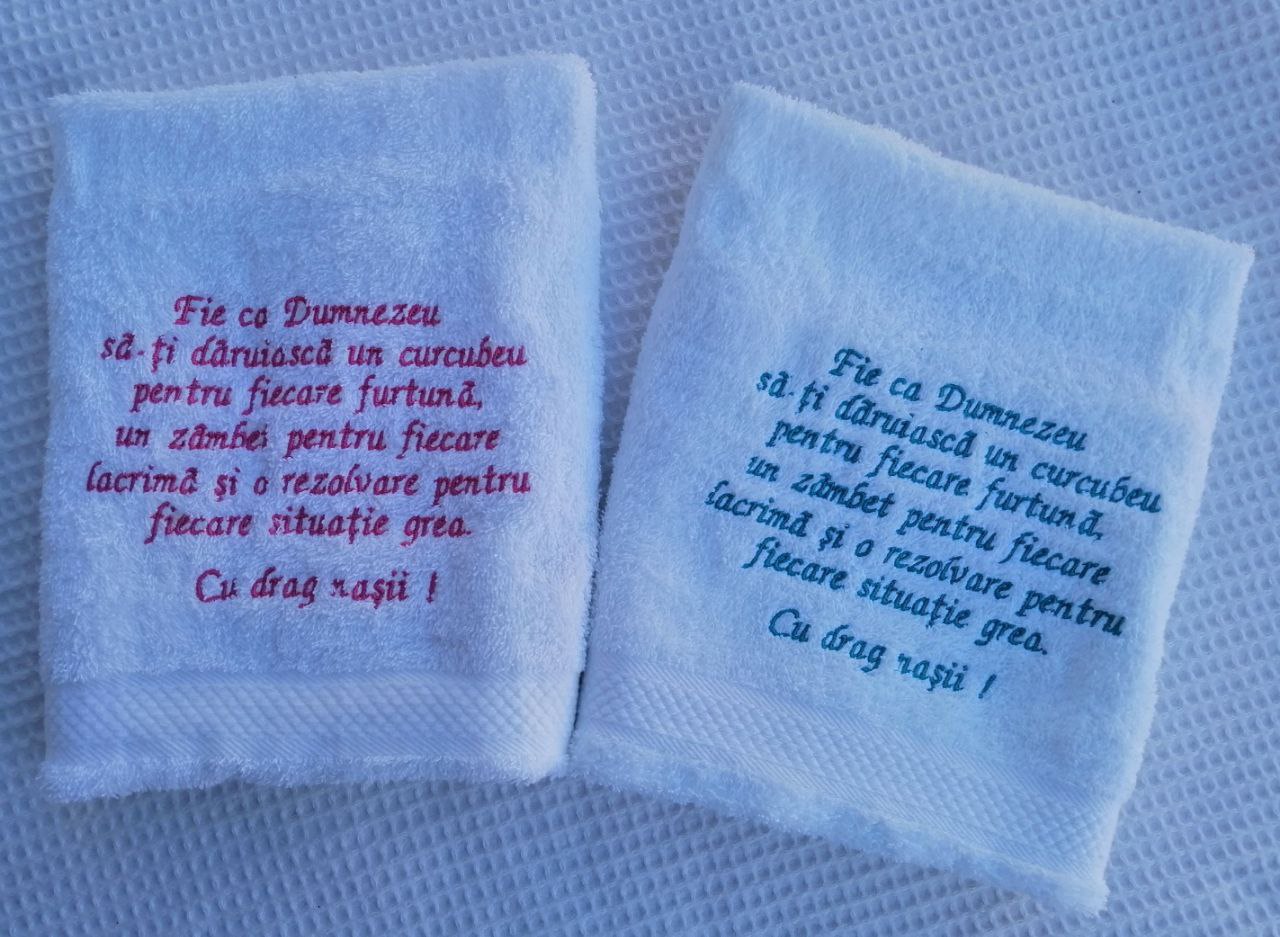 Fie ca Dumnezeu
să-ți dăruiască un curcubeu
pentru fiecare furtună,
un zâmbet pentru fiecare
lacrimă și o rezolvare pentru
fiecare situație grea.
Cu drag nașii !
Fie ca Dumnezeu
să-ți dăruiască un curcubeu
pentru fiecare furtună,
un zâmbet pentru fiecare
lacrimă și o rezolvare pentru
fiecare situație grea.
Cu drag nașii !